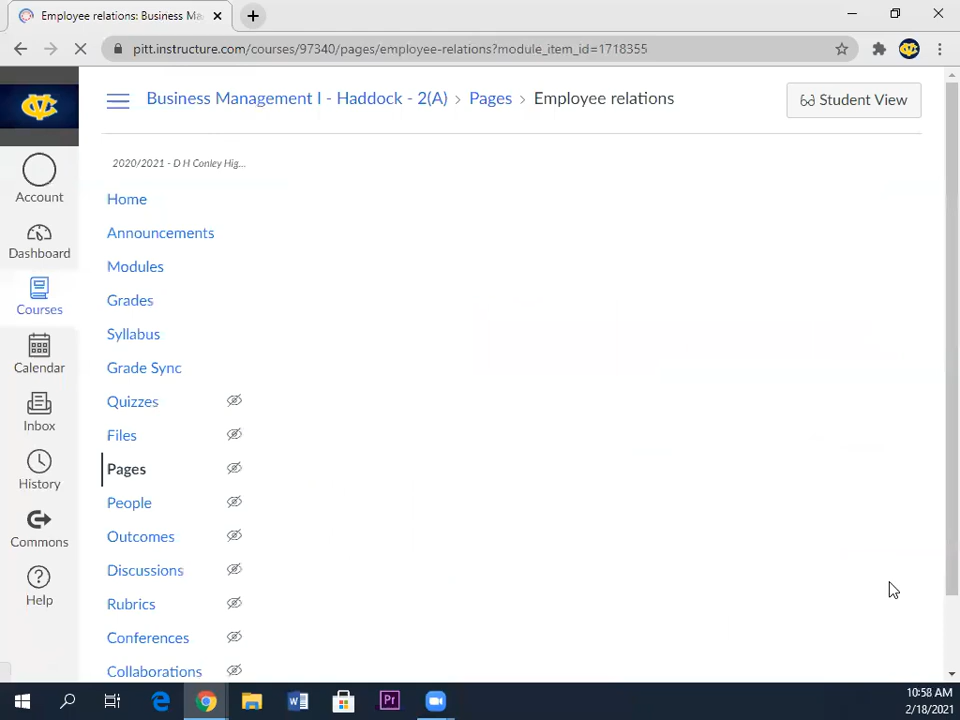 Employee relations: Business Ma
pitt.instructure.com/courses/97340/pages/employee-relations?module_item_id=1718355
Business Management I - Haddock - 2(A) > Pages > Employee relations
Student View
2020/2021 - D H Conley Hig...
Account
Dashboard
Courses
Calendar
Inbox
History
Commons
Help
Home
Announcements
Modules
Grades
Syllabus
Grade Sync
Quizzes
Files
Pages
People
Outcomes
Discussions
Rubrics
Conferences
Collaborations
Pr
10:58 AM
2/18/2021